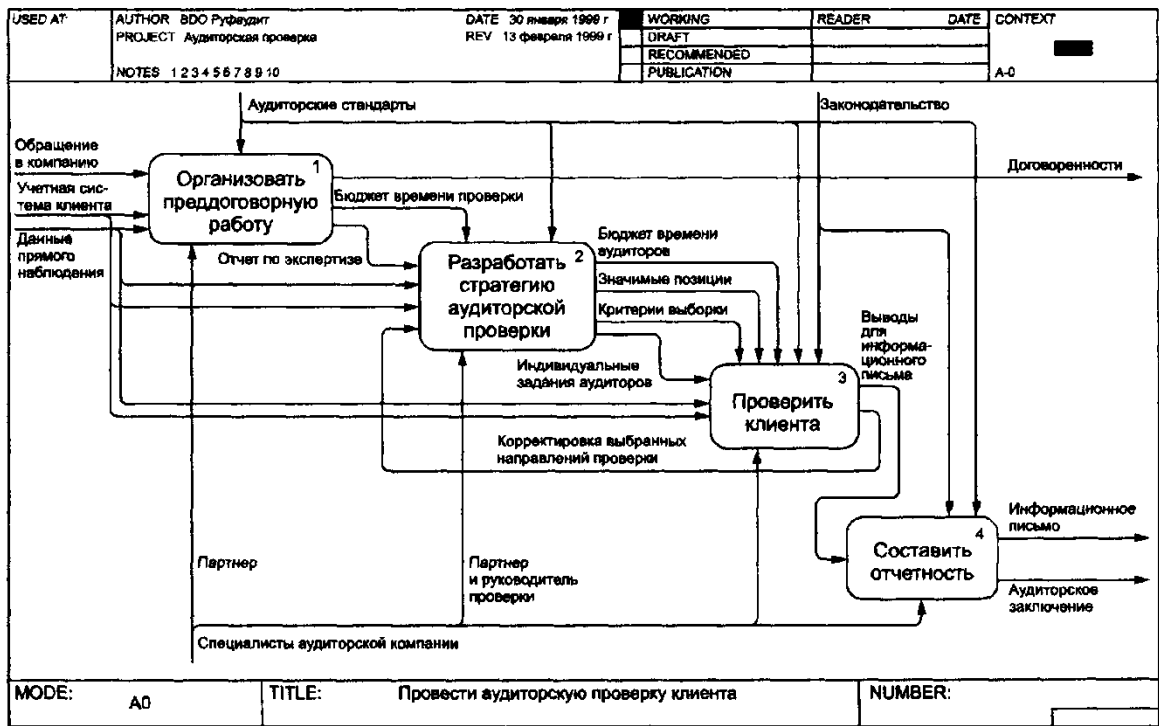 USED AT:
AUTHOR BDO Руфаудит
DATE 30 января 1999 г
PROJECT Аудиторская проверка
REV 13 февраля 1999 г
NOTES 1 2 3 4 5 6 7 8 9 10
WORKING
DRAFT
RECOMMENDED
PUBLICATION
READER DATE
CONTEXT
A-0
Аудиторские стандарты
Законодательство
Обращение
в компанию
Учетная сис-
тема клиента
Данные
прямого
наблюдения
1
Организовать
преддоговорную
работу
Договоренности
Бюджет времени проверки
Отчет по экспертизе
2
Разработать
стратегию
аудиторской
проверки
Бюджет времени
аудиторов
Значимые позиции
Критерии выборки
Индивидуальные
задания аудиторов
Выводы
для
информа-
ционного
письма
3
Проверить
клиента
Корректировка выбранных
направлений проверки
4
Составить
отчетность
Информационное
письмо
Аудиторское
заключение
Партнер
Партнер
и руководитель
проверки
Специалисты аудиторской компании
MODE: A0
TITLE: Провести аудиторскую проверку клиента
NUMBER: